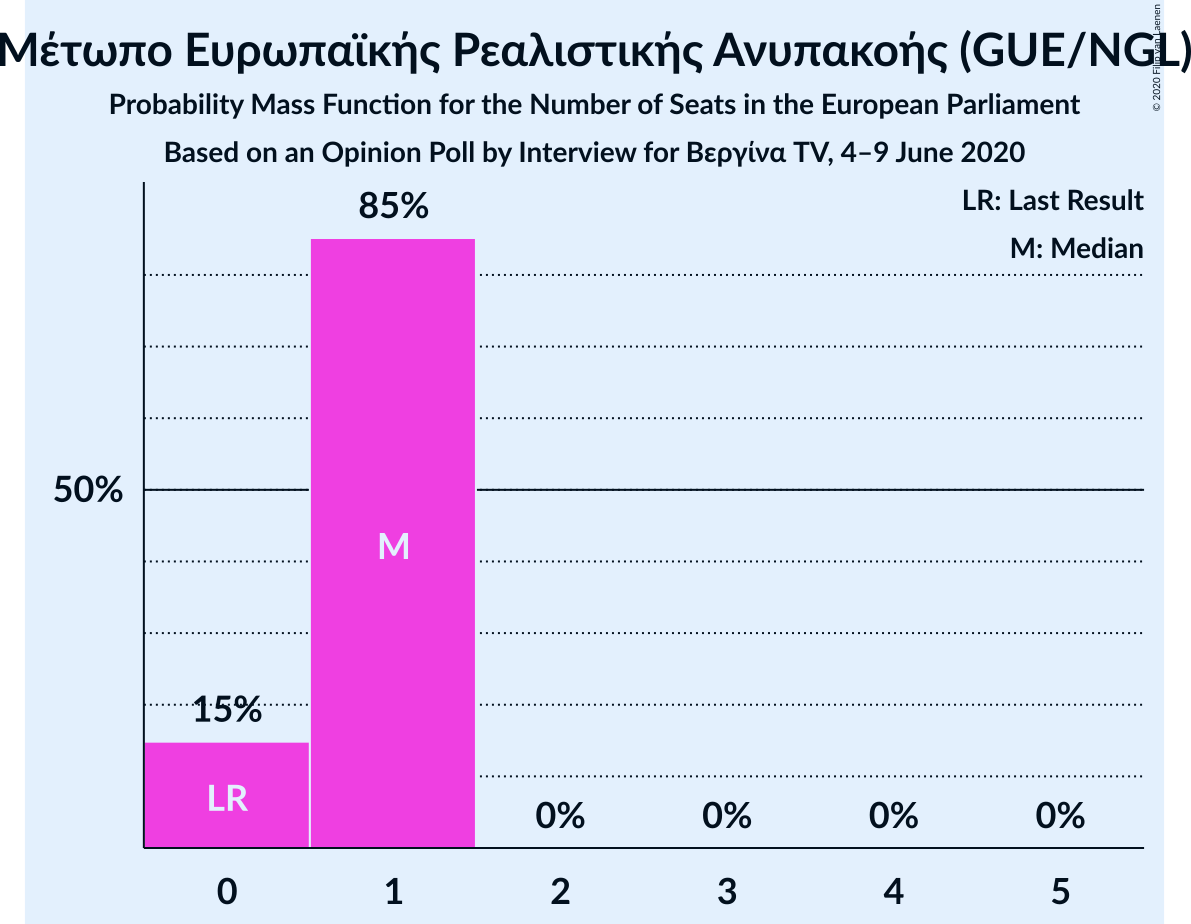 Μέτωπο Ευρωπαϊκής Ρεαλιστικής Ανυπακοής (GUE/NGL)
© 2020 Filip van Laenen
Probability Mass Function for the Number of Seats in the European Parliament
Based on an Opinion Poll by Interview for Βεργίνα TV, 4–9 June 2020
LR: Last Result
M: Median
85%
50%
M
15%
LR
0% 0% 0% 0%
0 1 2 3 4 5